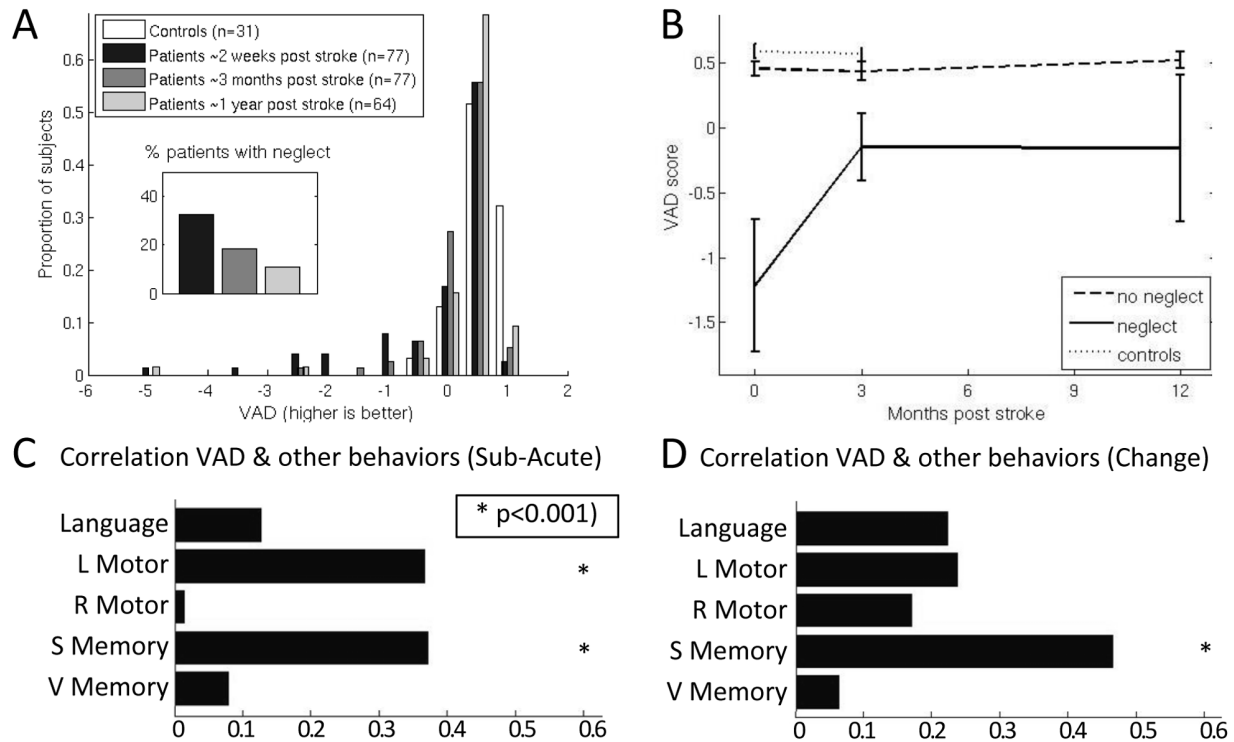 A
Controls (n=31)
Patients ~2 weeks post stroke (n=77)
Patients ~3 months post stroke (n=77)
Patients ~1 year post stroke (n=64)
% patients with neglect
40
20
0
Proportion of subjects
0.6
0.5
0.4
0.3
0.2
0.1
0
-6 -5 -4 -3 -2 -1 0 1 2
VAD (higher is better)
B
VAD score
0.5
0
-0.5
-1
-1.5
no neglect
neglect
controls
0 3 6 9 12
Months post stroke
C Correlation VAD & other behaviors (Sub-Acute)
* p<0.001)
Language
L Motor *
R Motor
S Memory *
V Memory
0 0.1 0.2 0.3 0.4 0.5 0.6
D Correlation VAD & other behaviors (Change)
Language
L Motor
R Motor
S Memory *
V Memory
0 0.1 0.2 0.3 0.4 0.5 0.6